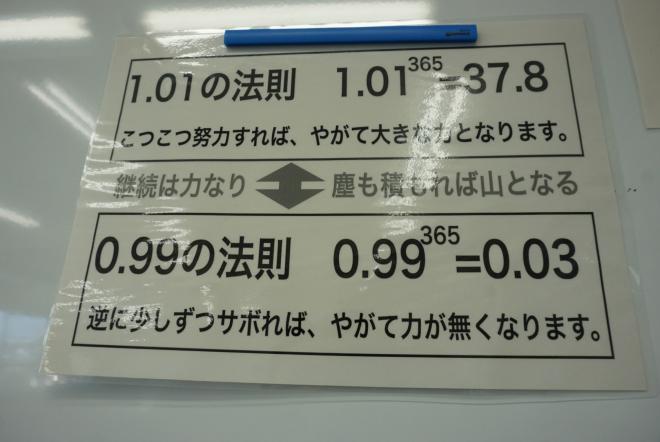 1.01の法則 1.01³⁶⁵=37.8
こつこつ努力すれば、やがて大きな力となります。
継続は力なり 塵も積もれば山となる
0.99の法則 0.99³⁶⁵=0.03
逆に少しずつサボれば、やがて力が無くなります。